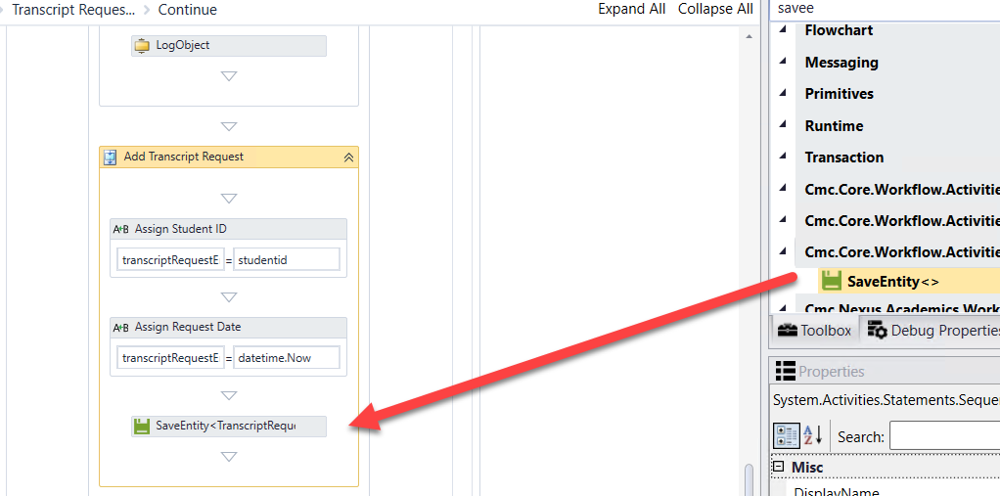 Transcript Reques... > Continue
Expand All Collapse All
LogObject
Add Transcript Request
A+B Assign Student ID
transcriptRequestE = studentid
A+B Assign Request Date
transcriptRequestE = datetime.Now
SaveEntity<TranscriptReque
savee
Flowchart
Messaging
Primitives
Runtime
Transaction
Cmc.Core.Workflow.Activitie
Cmc.Core.Workflow.Activitie
Cmc.Core.Workflow.Activitie
SaveEntity<>
Cmc.Nexus.Academics.Work
Toolbox Debug Properties
Properties
System.Activities.Statements.Seque
A Z Search:
Misc
DisplayName